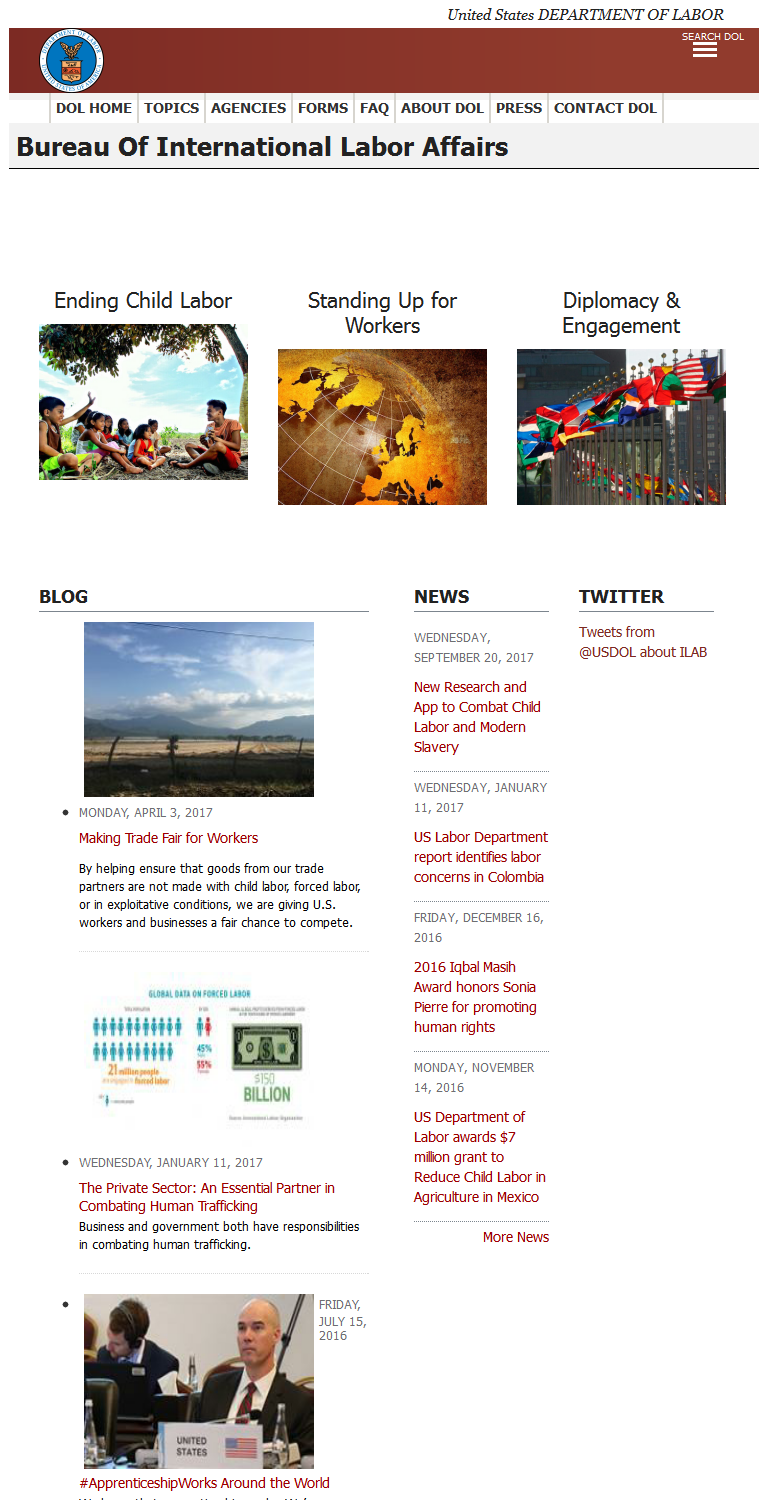 United States DEPARTMENT OF LABOR
SEARCH DOL
DOL HOME
TOPICS
AGENCIES
FORMS
FAQ
ABOUT DOL
PRESS
CONTACT DOL
Bureau Of International Labor Affairs
Ending Child Labor
Standing Up for
Workers
Diplomacy &
Engagement
BLOG
MONDAY, APRIL 3, 2017
Making Trade Fair for Workers
By helping ensure that goods from our trade
partners are not made with child labor, forced labor,
or in exploitative conditions, we are giving U.S.
workers and businesses a fair chance to compete.
GLOBAL DATA ON FORCED LABOR
45%
55%
21 million people
are engaged in forced labor
$150
BILLION
WEDNESDAY, JANUARY 11, 2017
The Private Sector: An Essential Partner in
Combating Human Trafficking
Business and government both have responsibilities
in combating human trafficking.
FRIDAY,
JULY 15,
2016
UNITED
STATES
#ApprenticeshipWorks Around the World
NEWS
WEDNESDAY,
SEPTEMBER 20, 2017
New Research and
App to Combat Child
Labor and Modern
Slavery
WEDNESDAY, JANUARY
11, 2017
US Labor Department
report identifies labor
concerns in Colombia
FRIDAY, DECEMBER 16,
2016
2016 Iqbal Masih
Award honors Sonia
Pierre for promoting
human rights
MONDAY, NOVEMBER
14, 2016
US Department of
Labor awards $7
million grant to
Reduce Child Labor in
Agriculture in Mexico
More News
TWITTER
Tweets from
@USDOL about ILAB